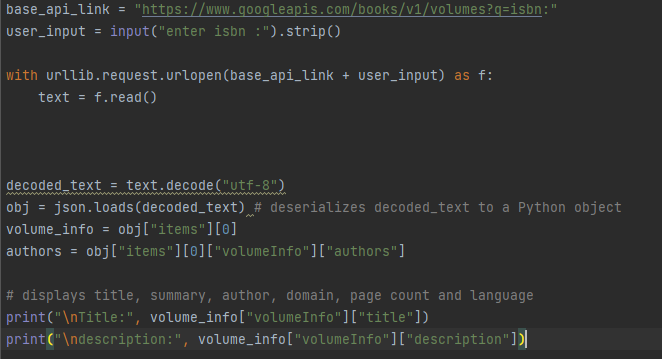 base_api_link = "https://www.googleapis.com/books/v1/volumes?q=isbn:"
user_input = input("enter isbn :").strip()
with urllib.request.urlopen(base_api_link + user_input) as f:
text = f.read()
decoded_text = text.decode("utf-8")
obj = json.loads(decoded_text) # deserializes decoded_text to a Python object
volume_info = obj["items"][0]
authors = obj["items"][0]["volumeInfo"]["authors"]
# displays title, summary, author, domain, page count and language
print("\nTitle:", volume_info["volumeInfo"]["title"])
print("\ndescription:", volume_info["volumeInfo"]["description"])